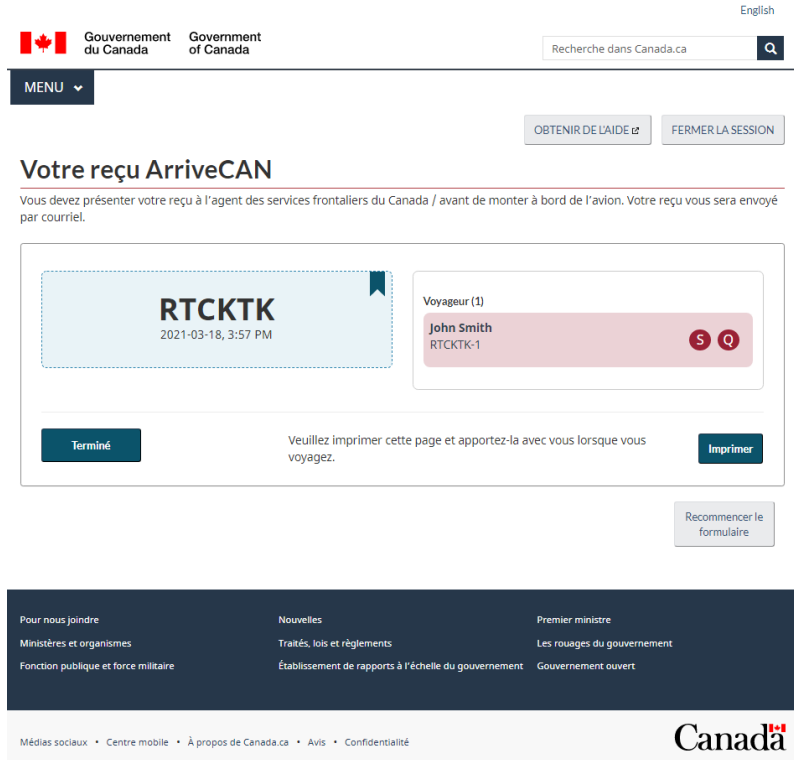 English
Gouvernement Government
du Canada of Canada
Recherche dans Canada.ca
MENU
OBTENIR DE L'AIDE FERMER LA SESSION
Votre reçu ArriveCAN
Vous devez présenter votre reçu à l'agent des services frontaliers du Canada / avant de monter à bord de l'avion. Votre reçu vous sera envoyé
par courriel.
RTCKTK
2021-03-18, 3:57 PM
Voyageur (1)
John Smith
RTCKTK-1
S Q
Terminé
Veuillez imprimer cette page et apportez-la avec vous lorsque vous
voyagez.
Imprimer
Recommencer le
formulaire
Pour nous joindre Nouvelles Premier ministre
Ministères et organismes Traités, lois et règlements Les rouages du gouvernement
Fonction publique et force militaire Établissement de rapports à l'échelle du gouvernement Gouvernement ouvert
Médias sociaux • Centre mobile • À propos de Canada.ca • Avis • Confidentialité
Canada